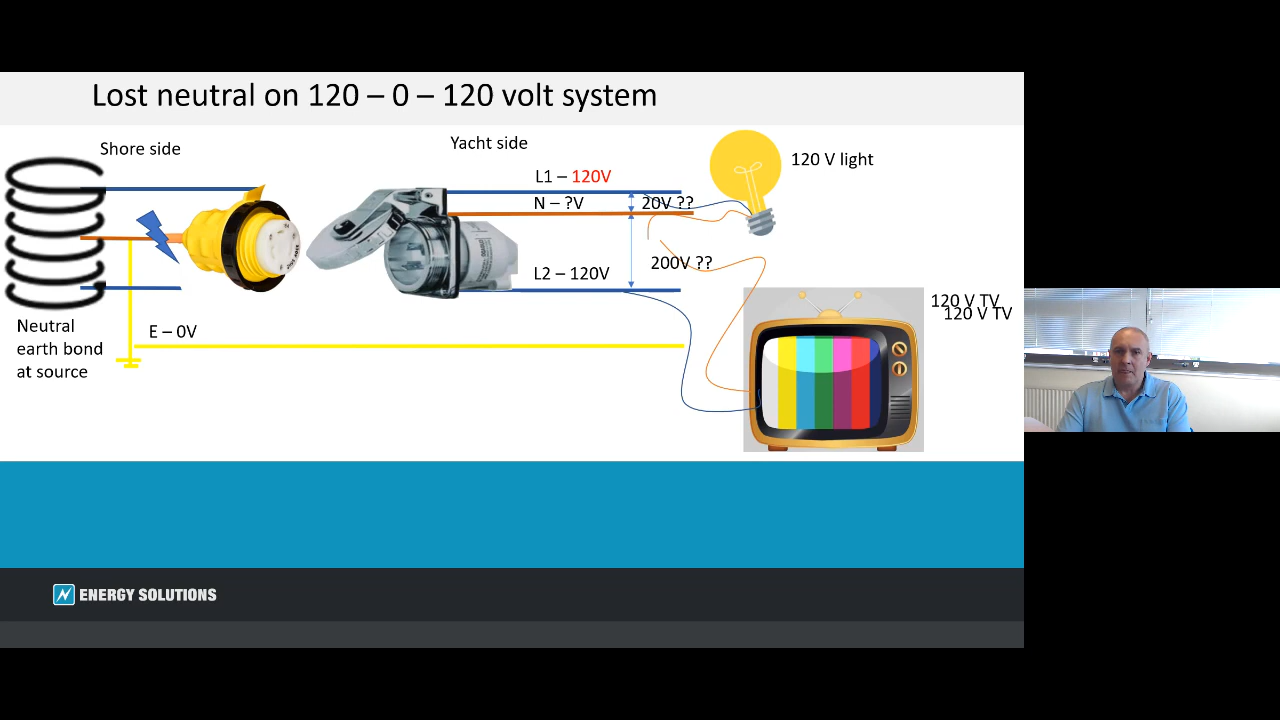 Lost neutral on 120 – 0 – 120 volt system
Shore side
Yacht side
120 V light
L1 – 120V
N – ?V
20V ??
200V ??
L2 – 120V
120 V TV
120 V TV
E – 0V
Neutral
earth bond
at source
ENERGY SOLUTIONS